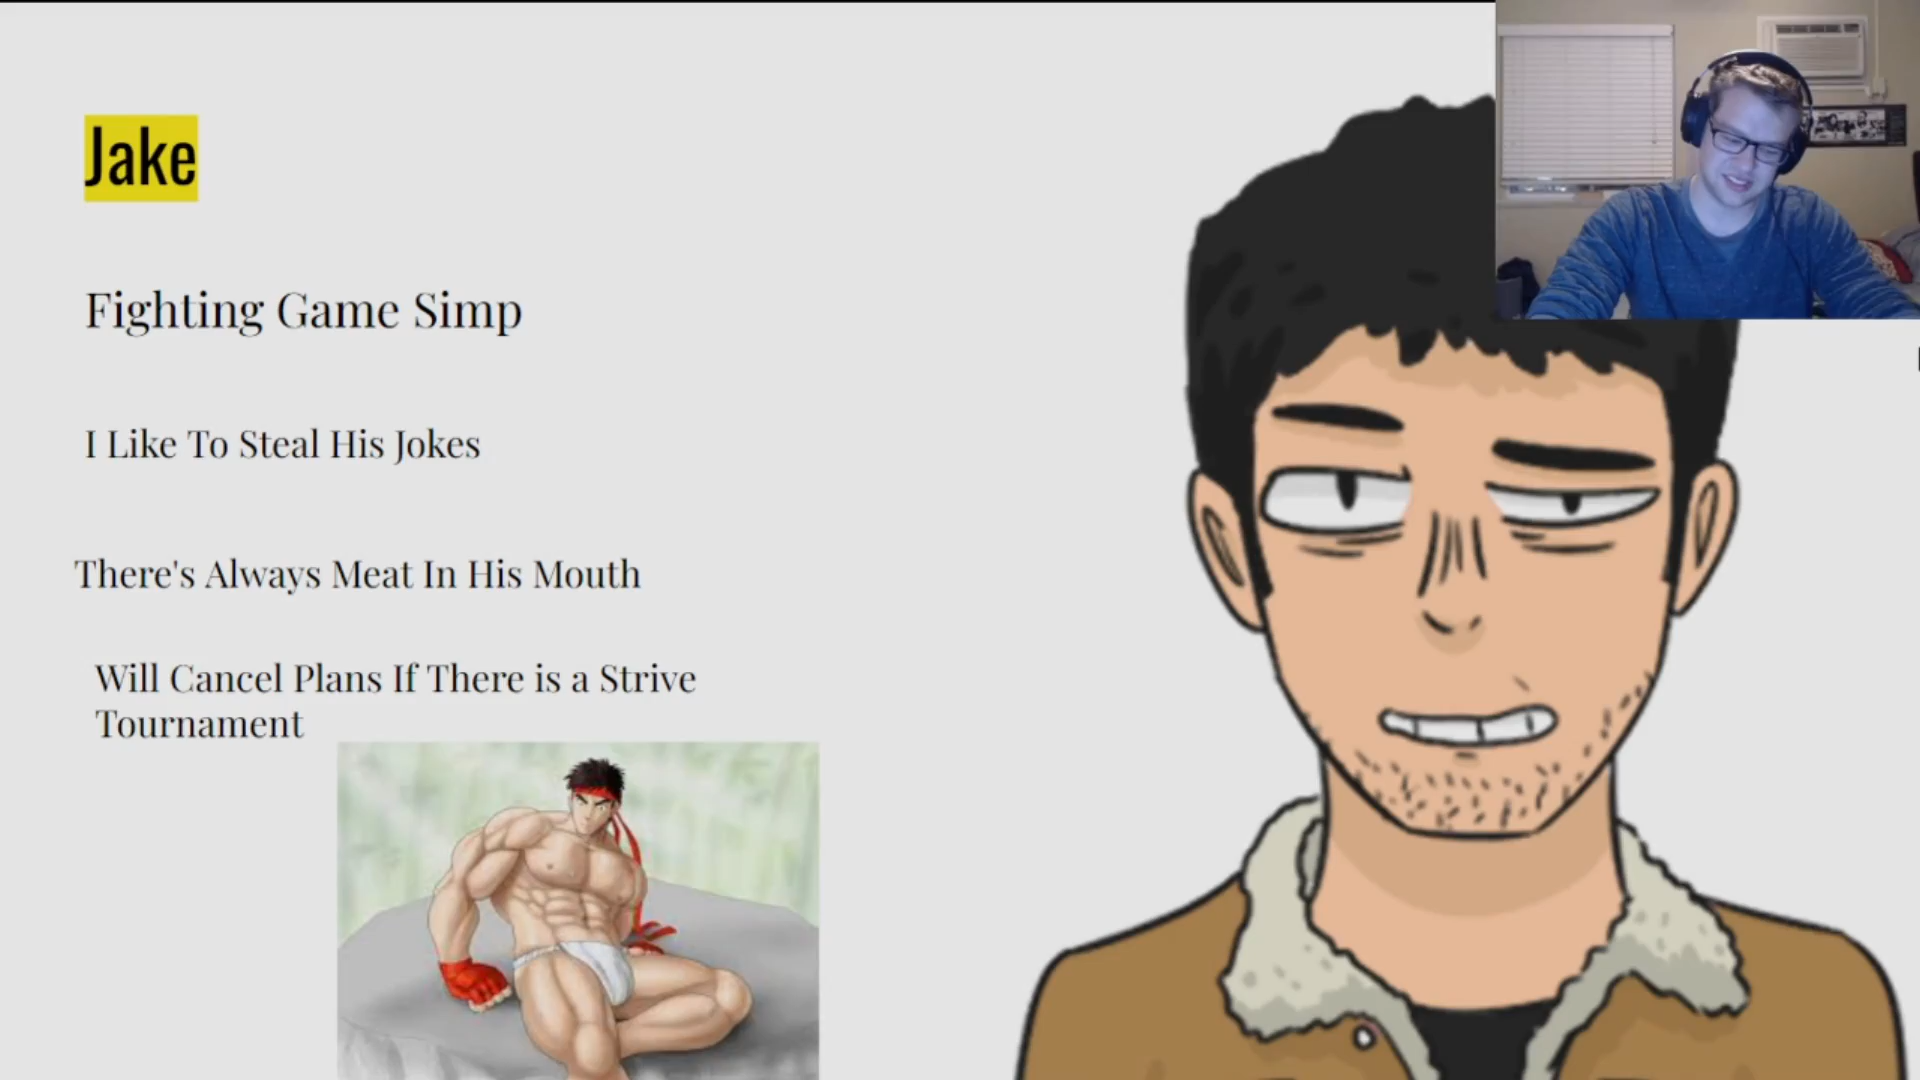 Jake
Fighting Game Simp
I Like To Steal His Jokes
There's Always Meat In His Mouth
Will Cancel Plans If There is a Strive
Tournament